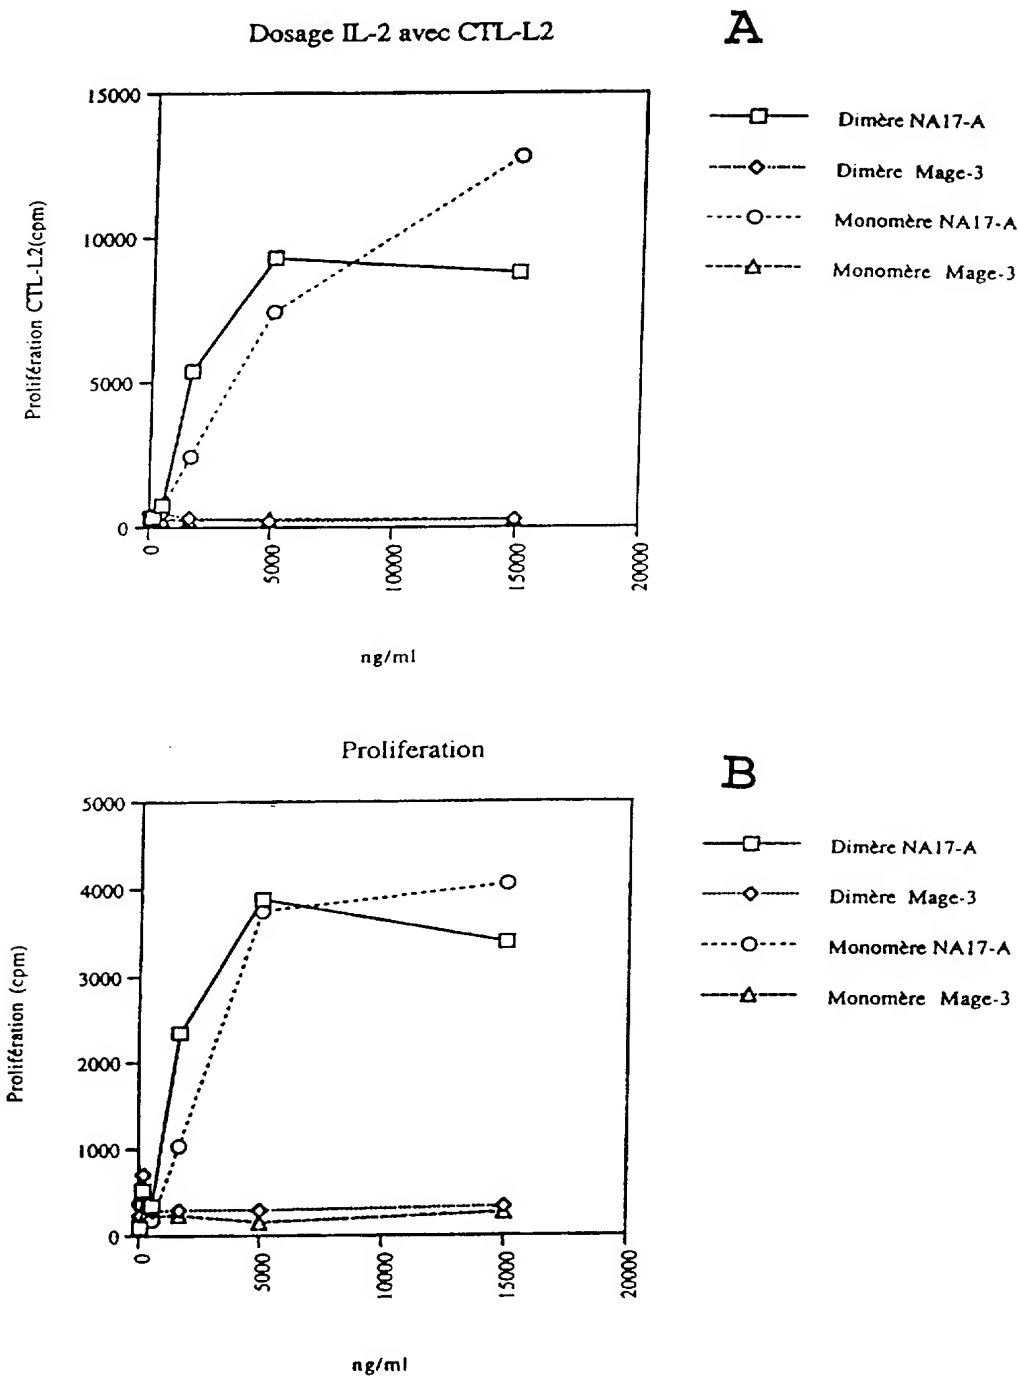 Dosage IL-2 avec CTL-L2
A
15000
10000
5000
0
Prolifération CTL-L2(cpm)
0
5000
10000
15000
20000
ng/ml
Dimère NA17-A
Dimère Mage-3
Monomère NA17-A
Monomère Mage-3
Proliferation
B
5000
4000
3000
2000
1000
0
Prolifération (cpm)
0
5000
10000
15000
20000
ng/ml
Dimère NA17-A
Dimère Mage-3
Monomère NA17-A
Monomère Mage-3